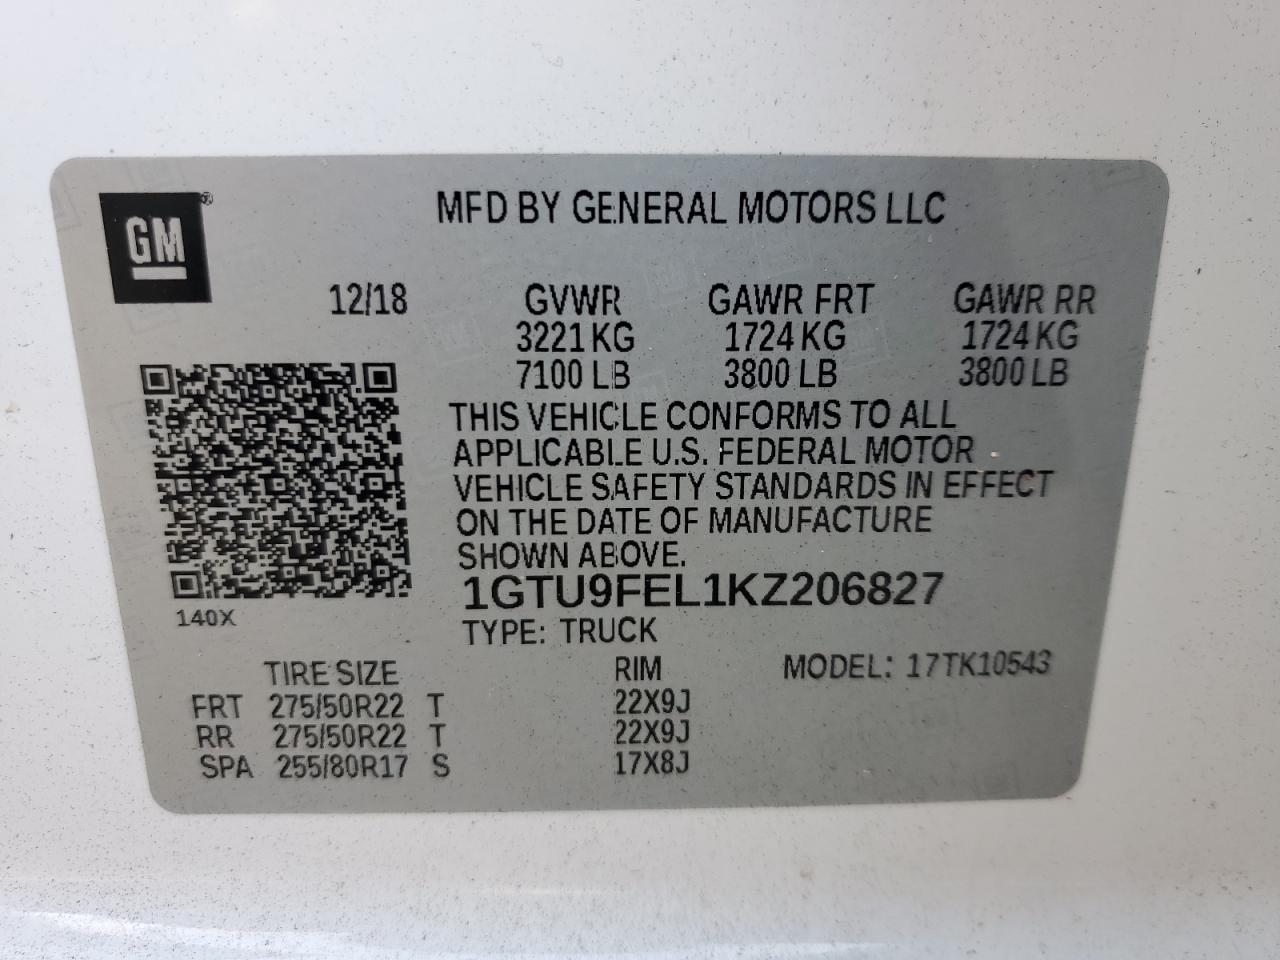 GM®
MFD BY GENERAL MOTORS LLC
12/18 GVWR GAWR FRT GAWR RR
3221 KG 1724 KG 1724 KG
7100 LB 3800 LB 3800 LB
THIS VEHICLE CONFORMS TO ALL
APPLICABLE U.S. FEDERAL MOTOR
VEHICLE SAFETY STANDARDS IN EFFECT
ON THE DATE OF MANUFACTURE
SHOWN ABOVE.
1GTU9FEL1KZ206827
140X
TYPE: TRUCK
TIRE SIZE RIM MODEL: 17TK10543
FRT 275/50R22 T 22X9J
RR 275/50R22 T 22X9J
SPA 255/80R17 S 17X8J